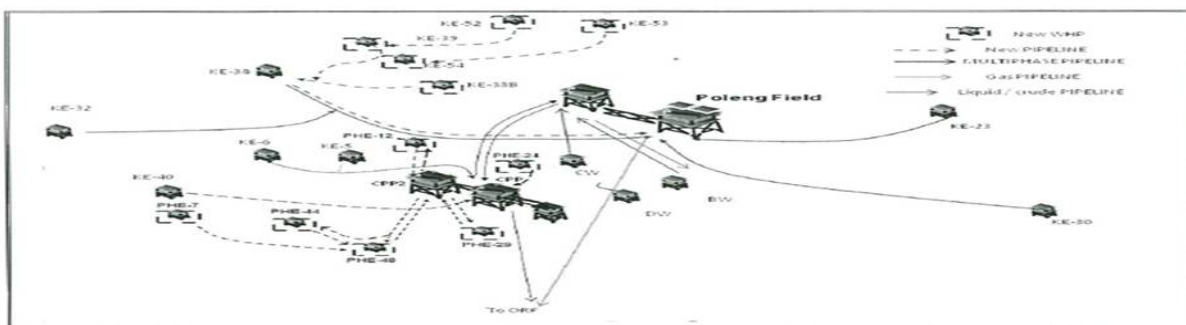 KE-52
KE-53
KE-39
KE-54
KE-38
KE-38B
KE-32
New WHP
New PIPELINE
MULTIPHASE PIPELINE
Gas PIPELINE
Liquid / crude PIPELINE
Poleng Field
KE-23
PHE-12
KE-6
KE-5
PHE-24
CW
KE-40
CPP2
CPP
BW
DW
PHE-7
PHE-44
PHE-29
KE-30
PHE-48
To ORF